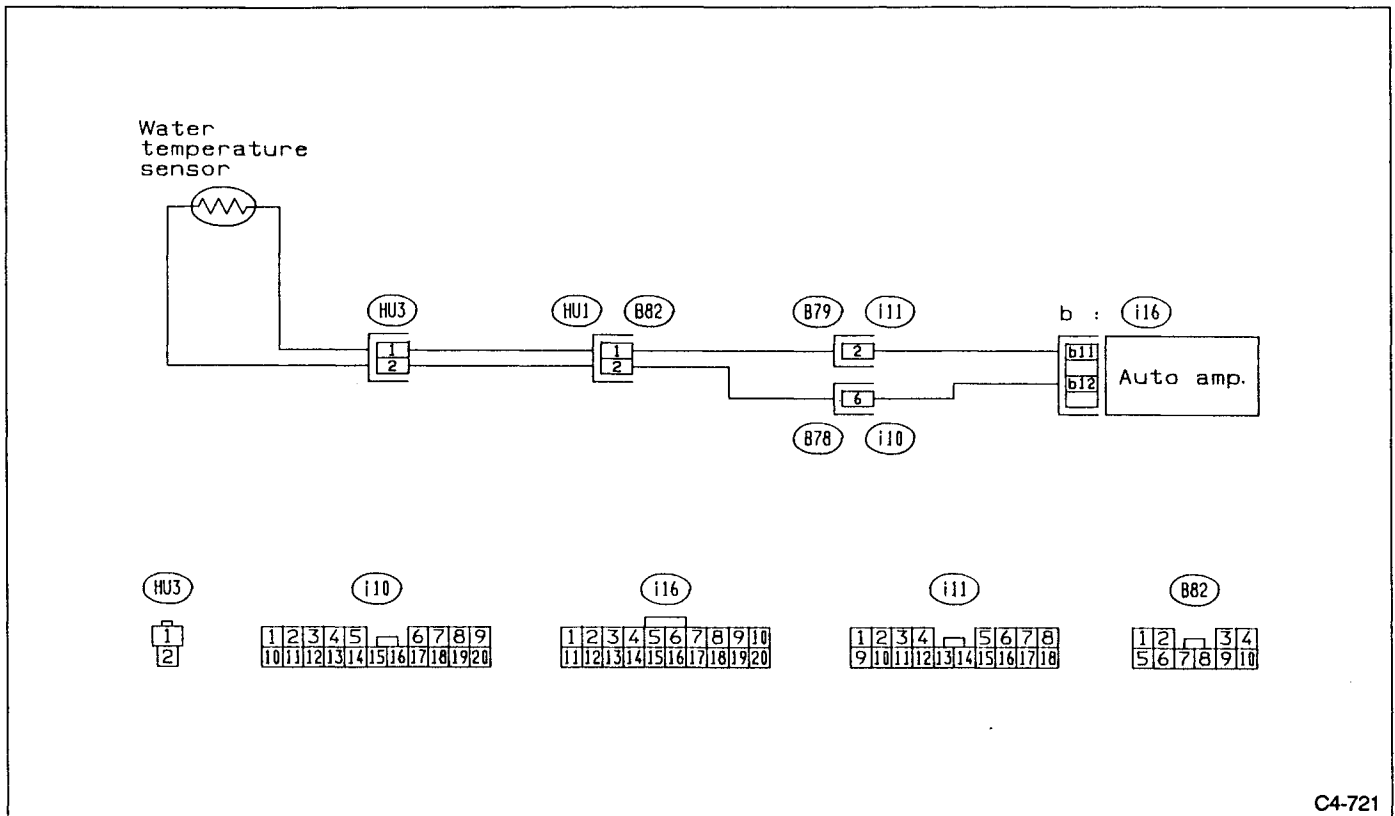 Water
temperature
sensor
HU3
HU1 B82
B79 i11
b : i16
1
2
1
2
2
b11
b12
Auto amp.
6
B78 i10
HU3
i10
i16
i11
B82
1
2
1 2 3 4 5 6 7 8 9
10 11 12 13 14 15 16 17 18 19 20
1 2 3 4 5 6 7 8 9 10
11 12 13 14 15 16 17 18 19 20
1 2 3 4 5 6 7 8
9 10 11 12 13 14 15 16 17 18
1 2 3 4
5 6 7 8 9 10
C4-721